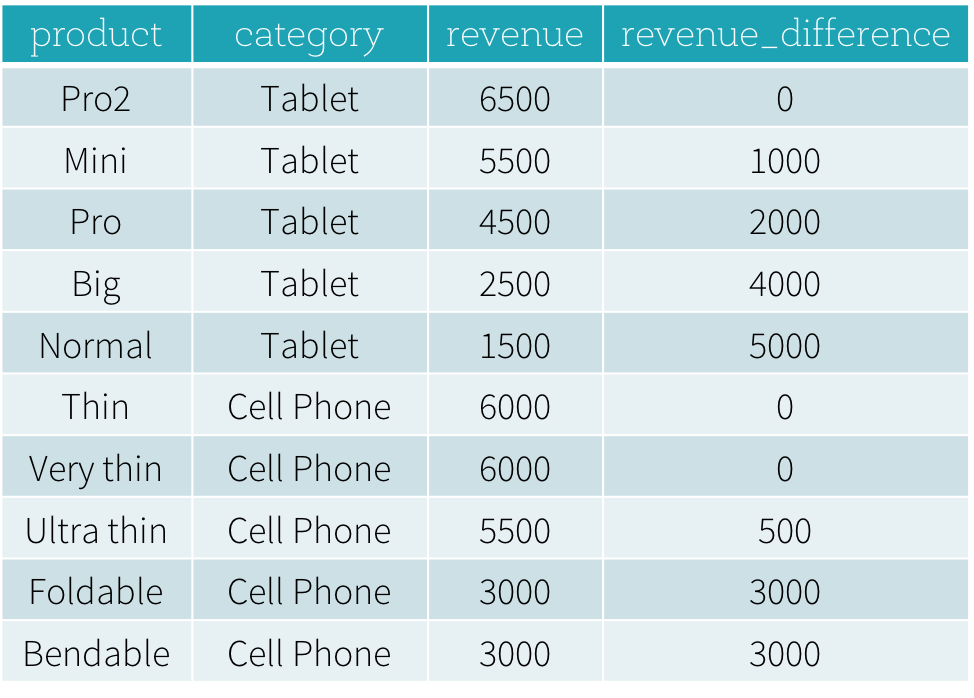 product category revenue revenue_difference
Pro2 Tablet 6500 0
Mini Tablet 5500 1000
Pro Tablet 4500 2000
Big Tablet 2500 4000
Normal Tablet 1500 5000
Thin Cell Phone 6000 0
Very thin Cell Phone 6000 0
Ultra thin Cell Phone 5500 500
Foldable Cell Phone 3000 3000
Bendable Cell Phone 3000 3000